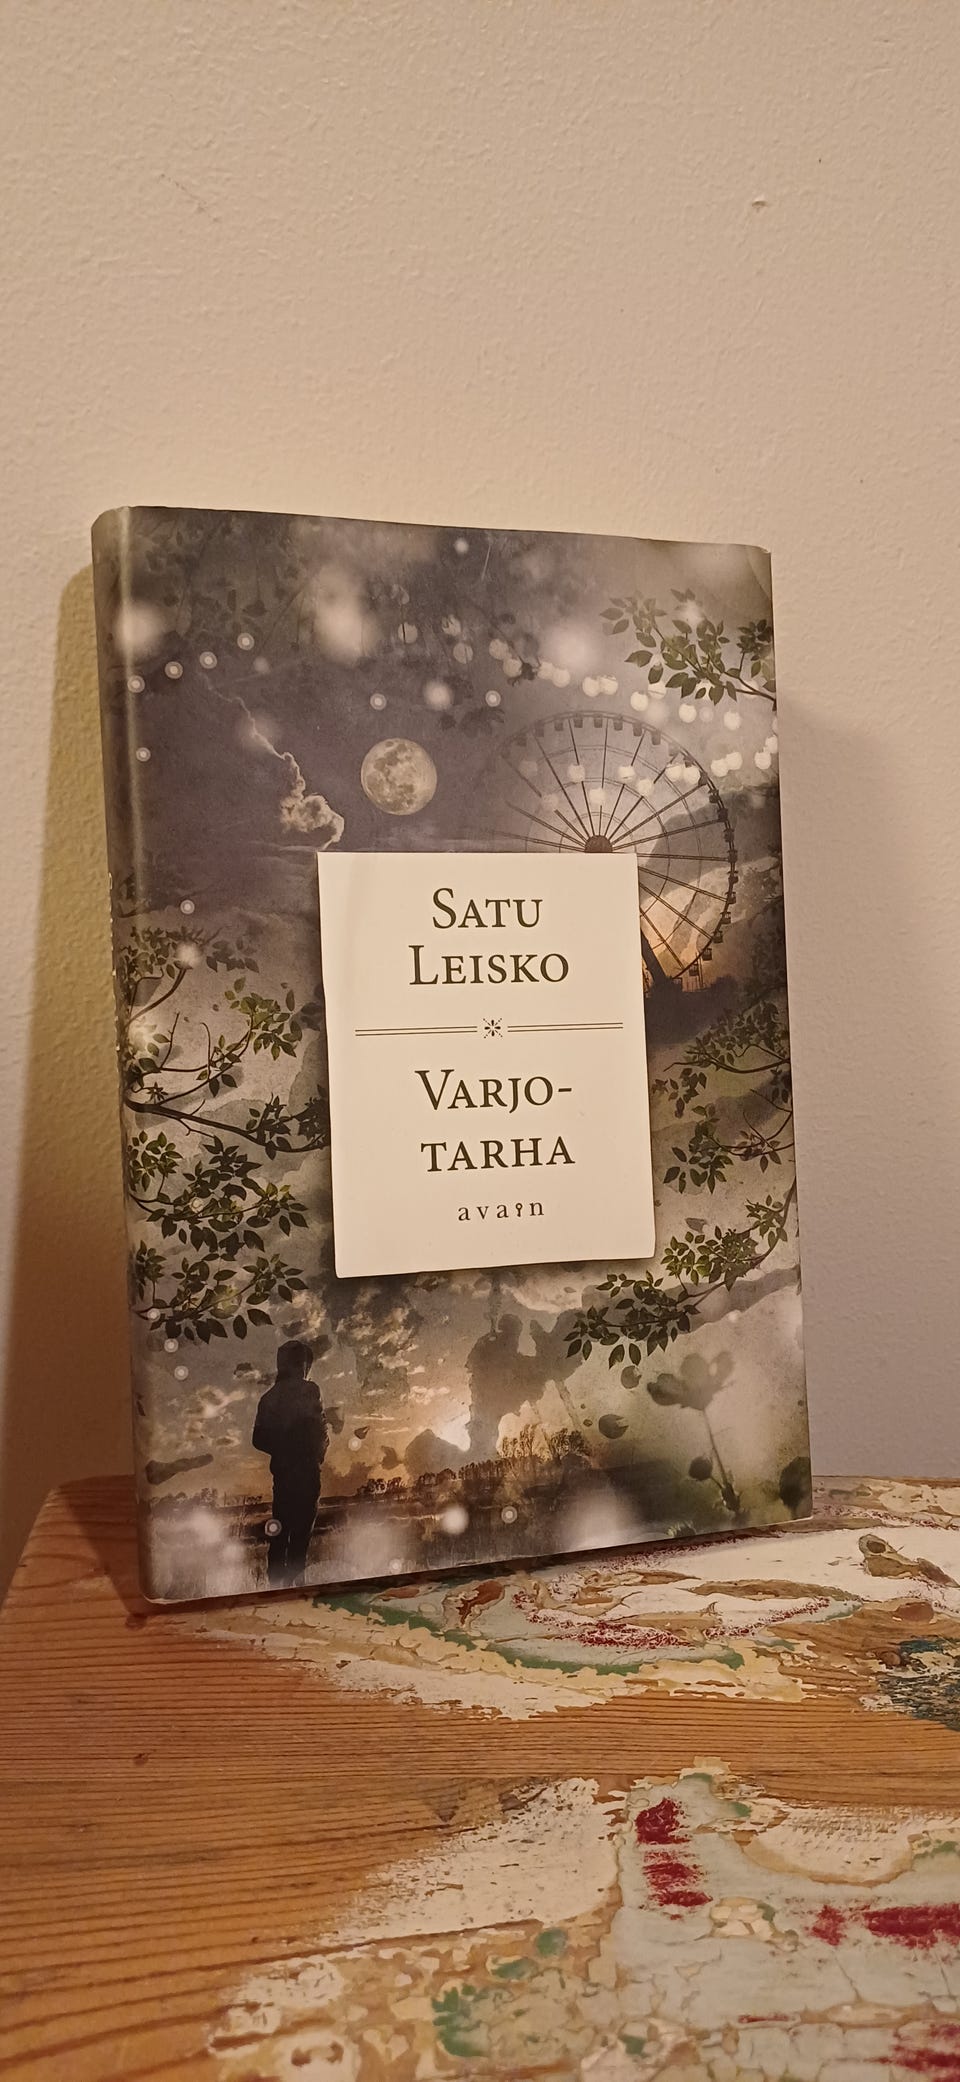 SATU
LEISKO
VARJO-
TARHA
avain